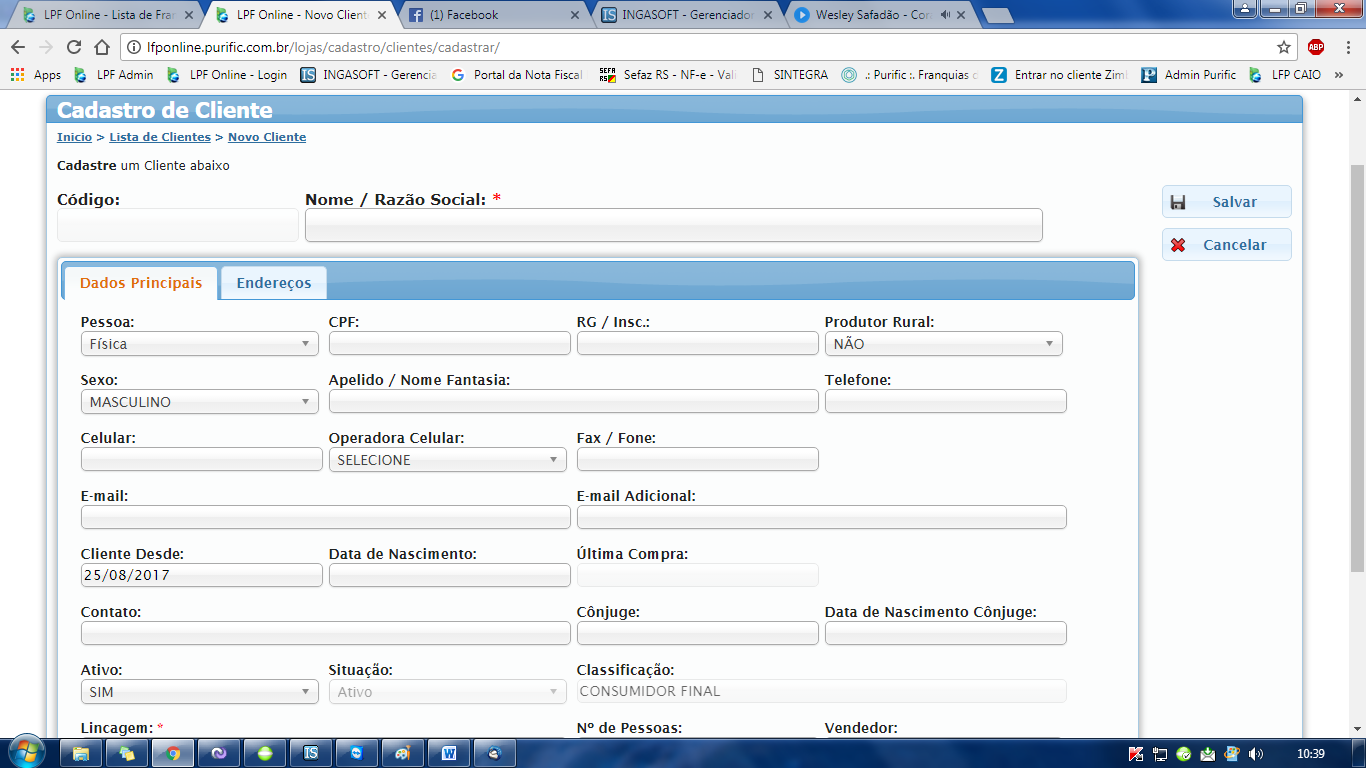 LPF Online - Lista de Fran
LPF Online - Novo Client
(1) Facebook
INGASOFT - Gerenciador
Wesley Safadão - Con
lfponline.purific.com.br/lojas/cadastro/clientes/cadastrar/
ABP
Apps
LPF Admin
LPF Online - Login
INGASOFT - Gerencia
Portal da Nota Fiscal
Sefaz RS - NF-e - Vali
SINTEGRA
.: Purific :. Franquias
Entrar no cliente Zim
Admin Purific
LFP CAIO
»
Cadastro de Cliente
Inicio > Lista de Clientes > Novo Cliente
Cadastre um Cliente abaixo
Código:
Nome / Razão Social: *
Salvar
Cancelar
Dados Principais
Endereços
Pessoa:
CPF:
RG / Insc.:
Produtor Rural:
Física
NÃO
Sexo:
Apelido / Nome Fantasia:
Telefone:
MASCULINO
Celular:
Operadora Celular:
Fax / Fone:
SELECIONE
E-mail:
E-mail Adicional:
Cliente Desde:
Data de Nascimento:
Última Compra:
25/08/2017
Contato:
Cônjuge:
Data de Nascimento Cônjuge:
Ativo:
Situação:
Classificação:
SIM
Ativo
CONSUMIDOR FINAL
Lincagem: *
Nº de Pessoas:
Vendedor:
10:39